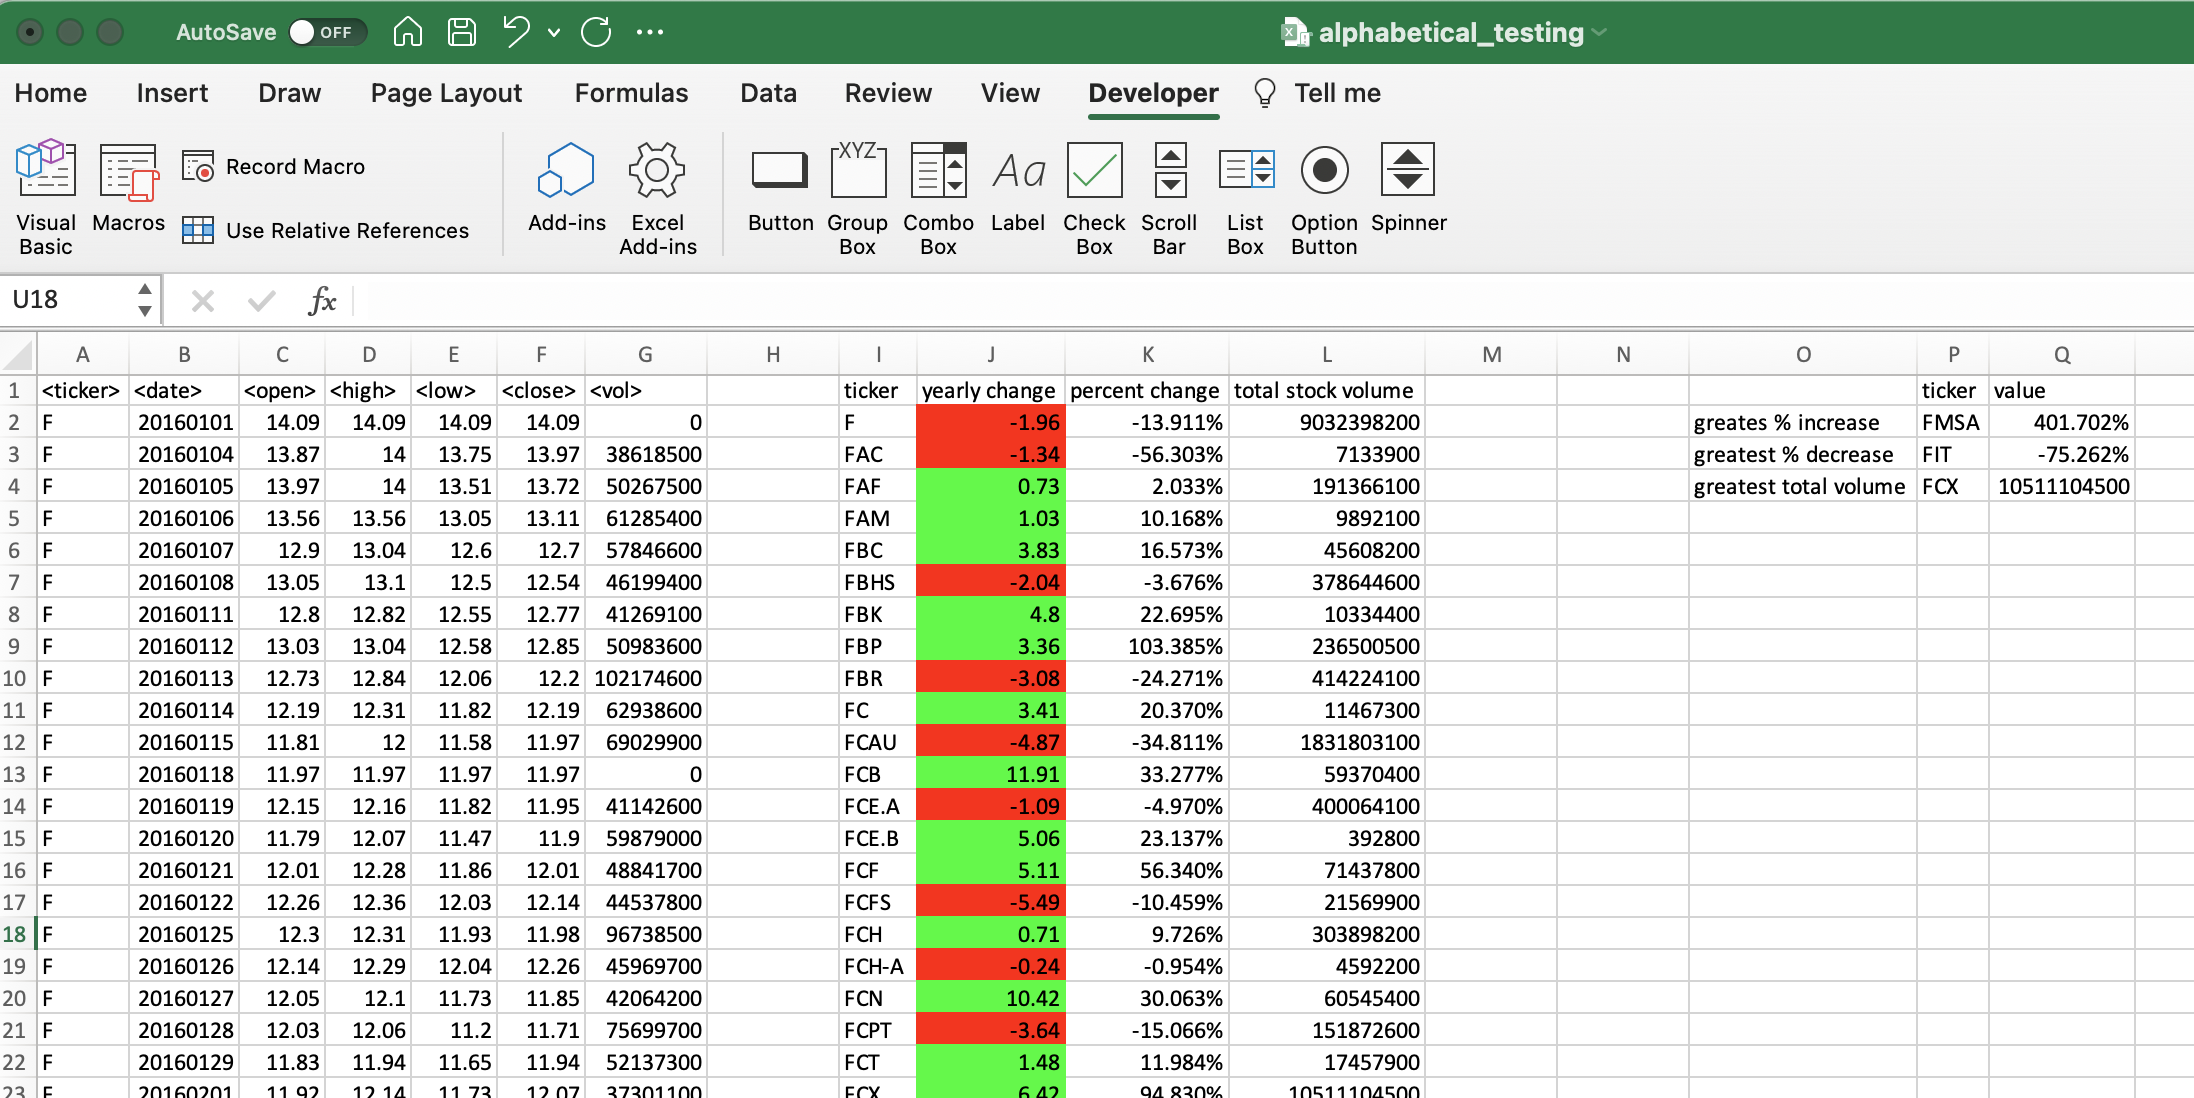 AutoSave OFF alphabetical_testing
Home Insert Draw Page Layout Formulas Data Review View Developer Tell me
Visual Basic Macros Record Macro Use Relative References Add-ins Excel Add-ins Button XYZ Group Box Combo Box Aa Label Check Box Scroll Bar List Box Option Button Spinner
U18 fx
A B C D E F G H I J K L M N O P Q
1 <ticker> <date> <open> <high> <low> <close> <vol> ticker yearly change percent change total stock volume ticker value
2 F 20160101 14.09 14.09 14.09 14.09 0 F -1.96 -13.911% 9032398200 greates % increase FMSA 401.702%
3 F 20160104 13.87 14 13.75 13.97 38618500 FAC -1.34 -56.303% 7133900 greatest % decrease FIT -75.262%
4 F 20160105 13.97 14 13.51 13.72 50267500 FAF 0.73 2.033% 191366100 greatest total volume FCX 10511104500
5 F 20160106 13.56 13.56 13.05 13.11 61285400 FAM 1.03 10.168% 9892100
6 F 20160107 12.9 13.04 12.6 12.7 57846600 FBC 3.83 16.573% 45608200
7 F 20160108 13.05 13.1 12.5 12.54 46199400 FBHS -2.04 -3.676% 378644600
8 F 20160111 12.8 12.82 12.55 12.77 41269100 FBK 4.8 22.695% 10334400
9 F 20160112 13.03 13.04 12.58 12.85 50983600 FBP 3.36 103.385% 236500500
10 F 20160113 12.73 12.84 12.06 12.2 102174600 FBR -3.08 -24.271% 414224100
11 F 20160114 12.19 12.31 11.82 12.19 62938600 FC 3.41 20.370% 11467300
12 F 20160115 11.81 12 11.58 11.97 69029900 FCAU -4.87 -34.811% 1831803100
13 F 20160118 11.97 11.97 11.97 11.97 0 FCB 11.91 33.277% 59370400
14 F 20160119 12.15 12.16 11.82 11.95 41142600 FCE.A -1.09 -4.970% 400064100
15 F 20160120 11.79 12.07 11.47 11.9 59879000 FCE.B 5.06 23.137% 392800
16 F 20160121 12.01 12.28 11.86 12.01 48841700 FCF 5.11 56.340% 71437800
17 F 20160122 12.26 12.36 12.03 12.14 44537800 FCFS -5.49 -10.459% 21569900
18 F 20160125 12.3 12.31 11.93 11.98 96738500 FCH 0.71 9.726% 303898200
19 F 20160126 12.14 12.29 12.04 12.26 45969700 FCH-A -0.24 -0.954% 4592200
20 F 20160127 12.05 12.1 11.73 11.85 42064200 FCN 10.42 30.063% 60545400
21 F 20160128 12.03 12.06 11.2 11.71 75699700 FCPT -3.64 -15.066% 151872600
22 F 20160129 11.83 11.94 11.65 11.94 52137300 FCT 1.48 11.984% 17457900
23 F 20160201 11.92 12.14 11.73 12.07 37301100 FCX 6.42 94.830% 10511104500